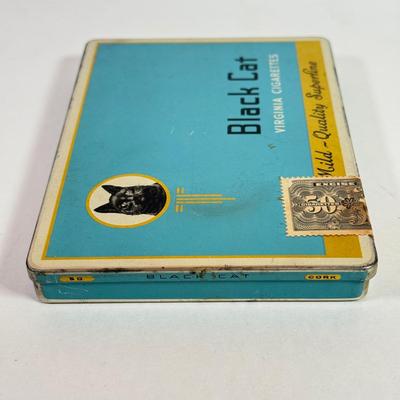 Black Cat
VIRGINIA CIGARETTES
Mild - Quality Superfine
EXCISE
50
50
BLACK CAT
CORK